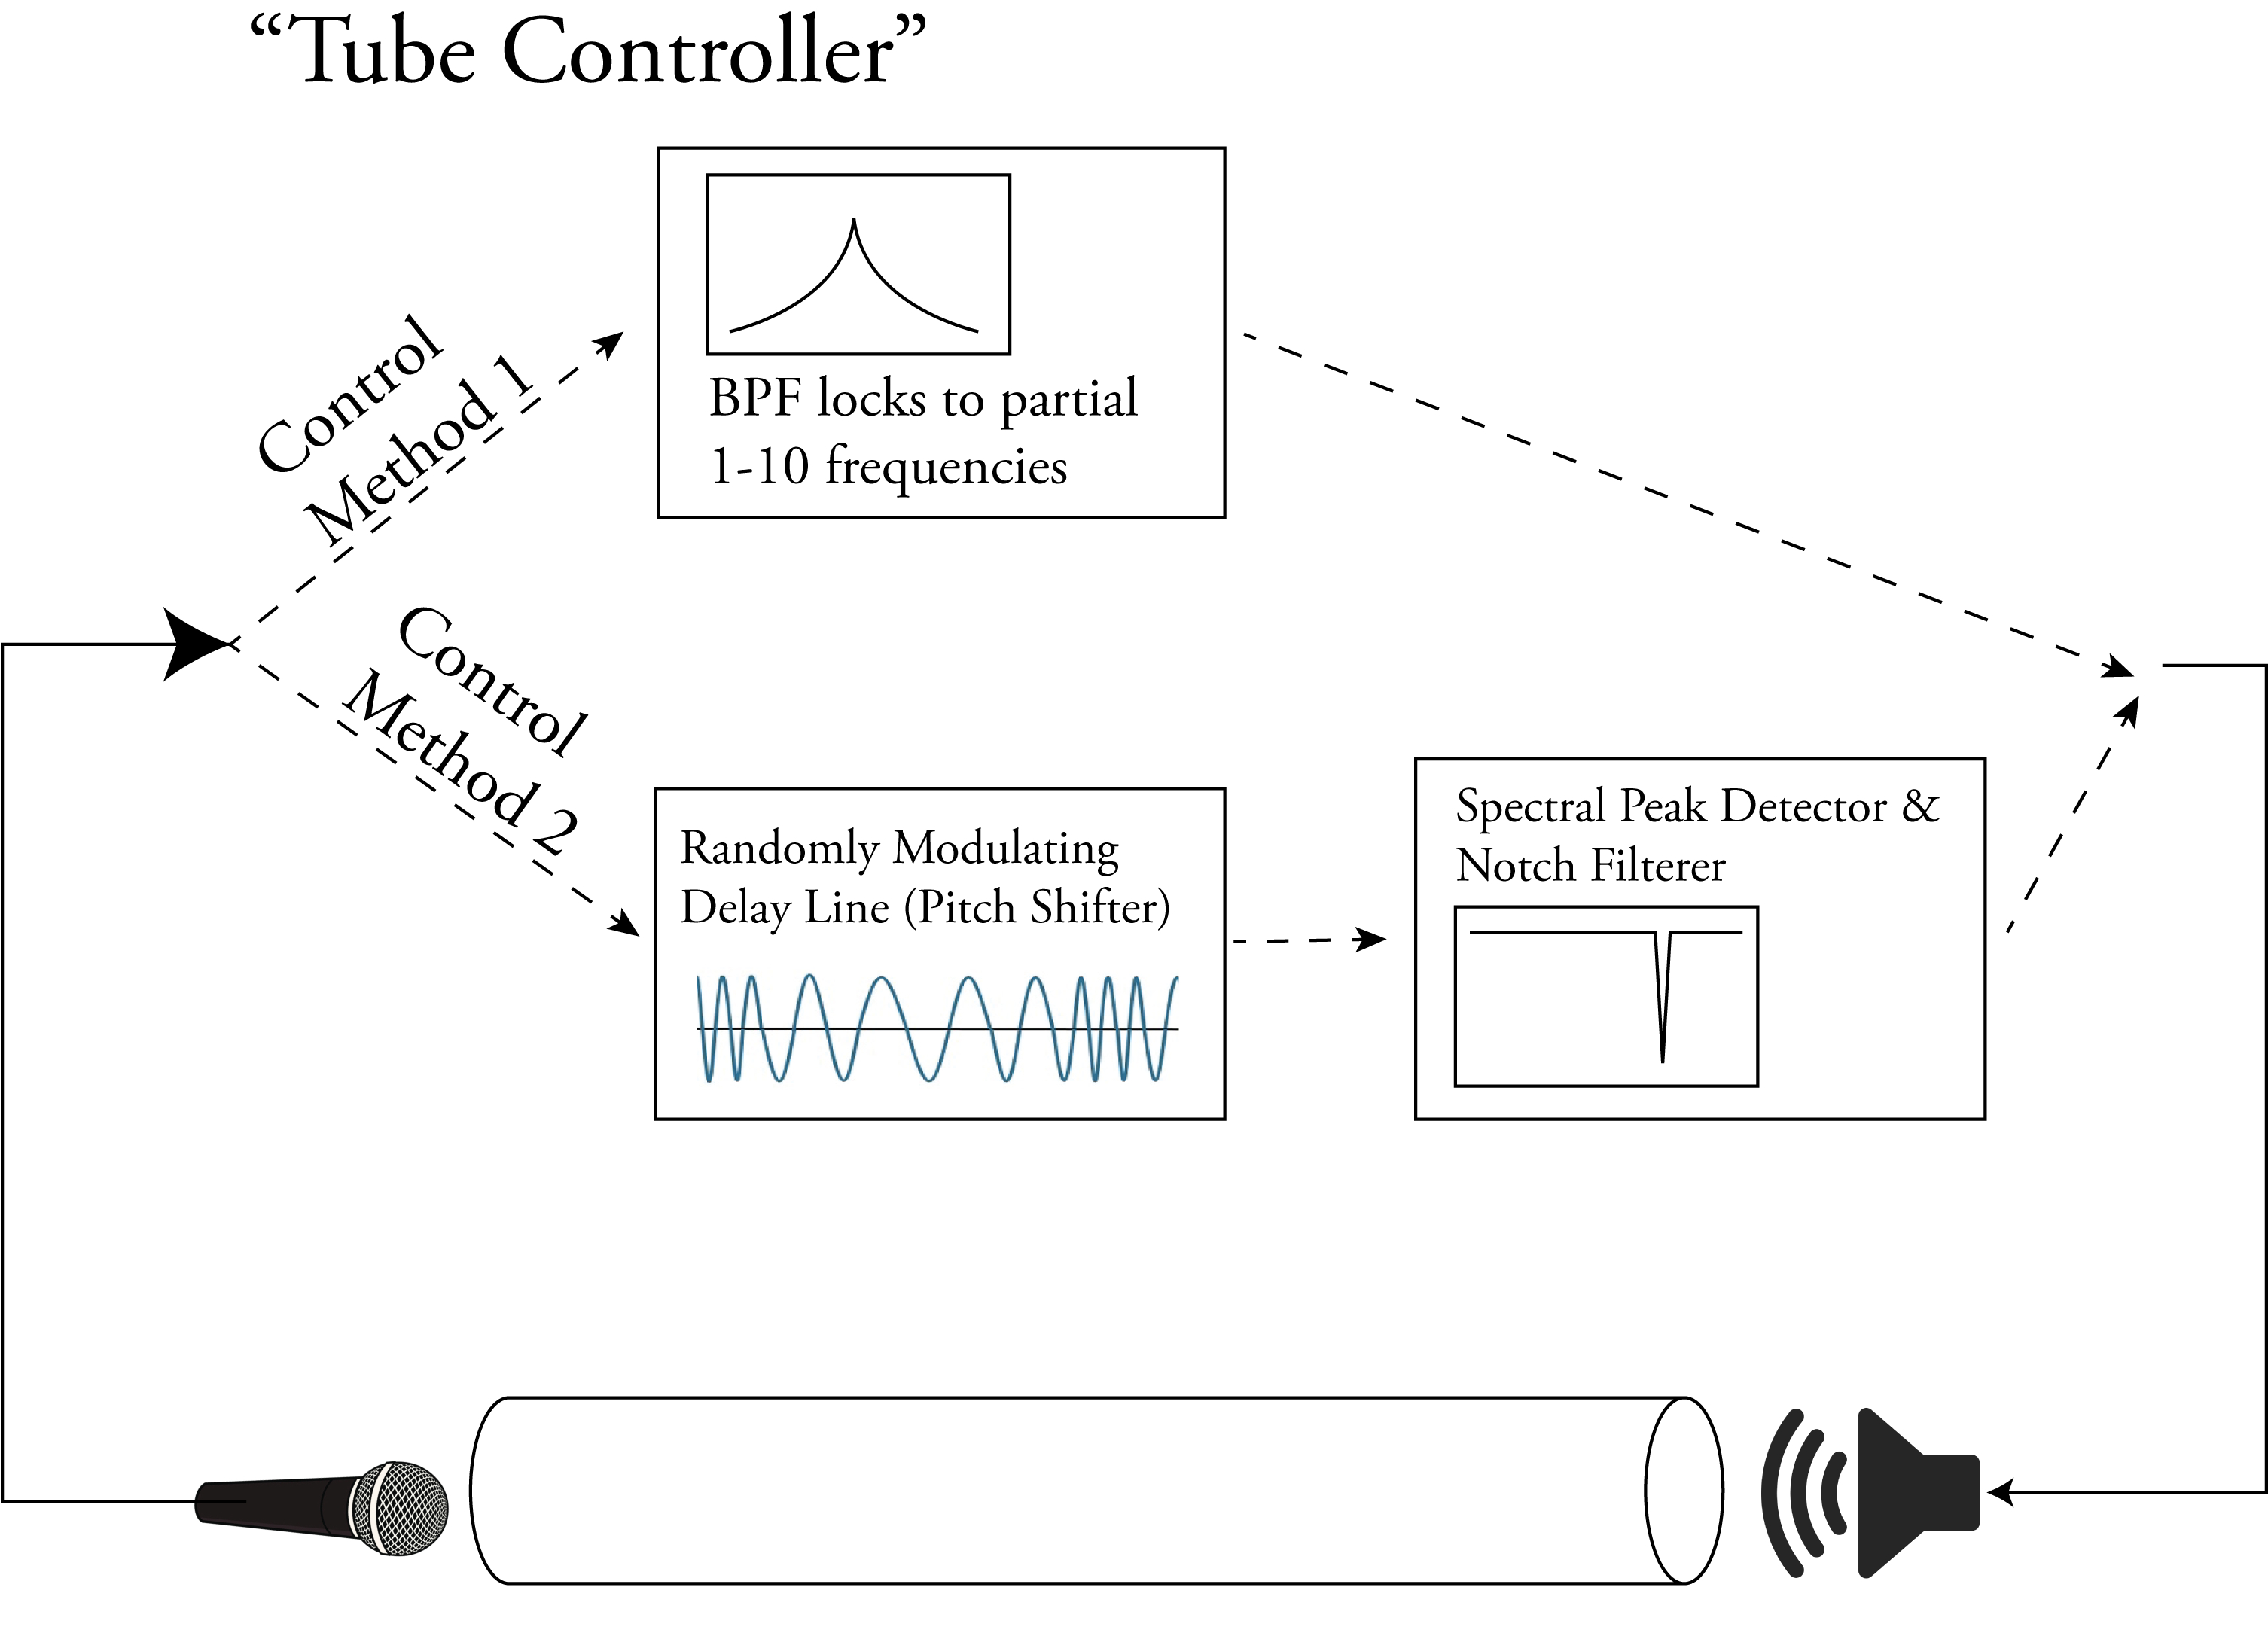 “Tube Controller”
Control
Method 1
BPF locks to partial
1-10 frequencies
Control
Method 2
Randomly Modulating
Delay Line (Pitch Shifter)
Spectral Peak Detector &
Notch Filterer